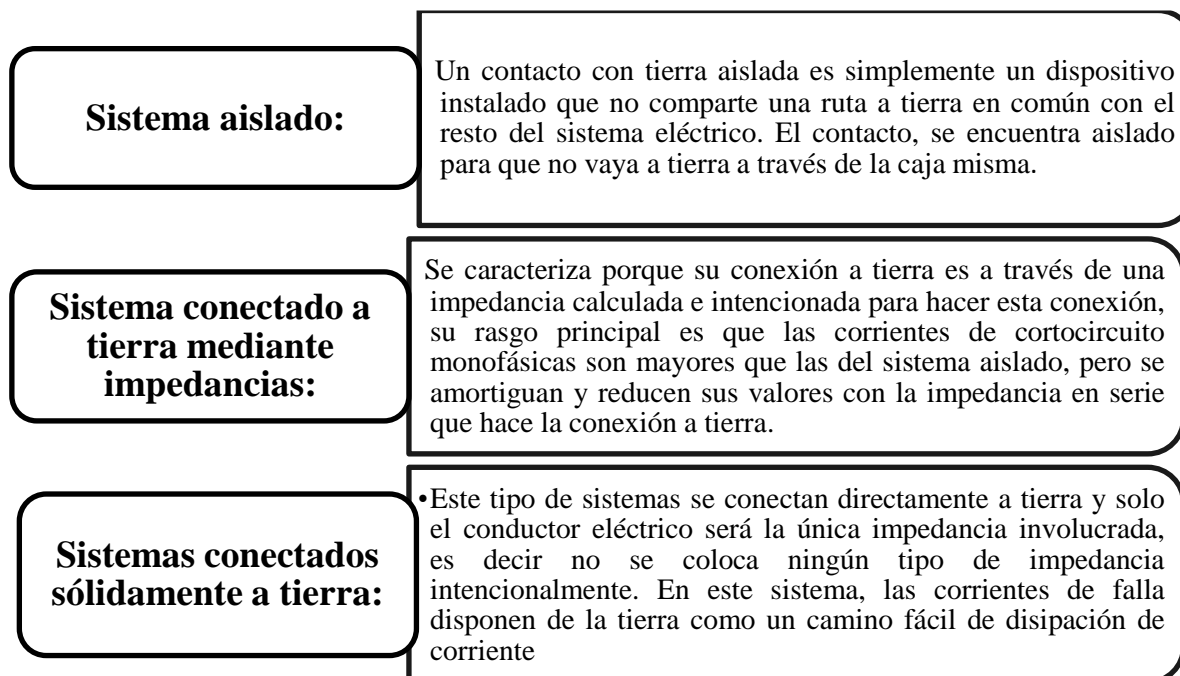 Sistema aislado:
Un contacto con tierra aislada es simplemente un dispositivo
instalado que no comparte una ruta a tierra en común con el
resto del sistema eléctrico. El contacto, se encuentra aislado
para que no vaya a tierra a través de la caja misma.
Sistema conectado a
tierra mediante
impedancias:
Se caracteriza porque su conexión a tierra es a través de una
impedancia calculada e intencionada para hacer esta conexión,
su rasgo principal es que las corrientes de cortocircuito
monofásicas son mayores que las del sistema aislado, pero se
amortiguan y reducen sus valores con la impedancia en serie
que hace la conexión a tierra.
Sistemas conectados
sólidamente a tierra:
•Este tipo de sistemas se conectan directamente a tierra y solo
el conductor eléctrico será la única impedancia involucrada,
es decir no se coloca ningún tipo de impedancia
intencionalmente. En este sistema, las corrientes de falla
disponen de la tierra como un camino fácil de disipación de
corriente